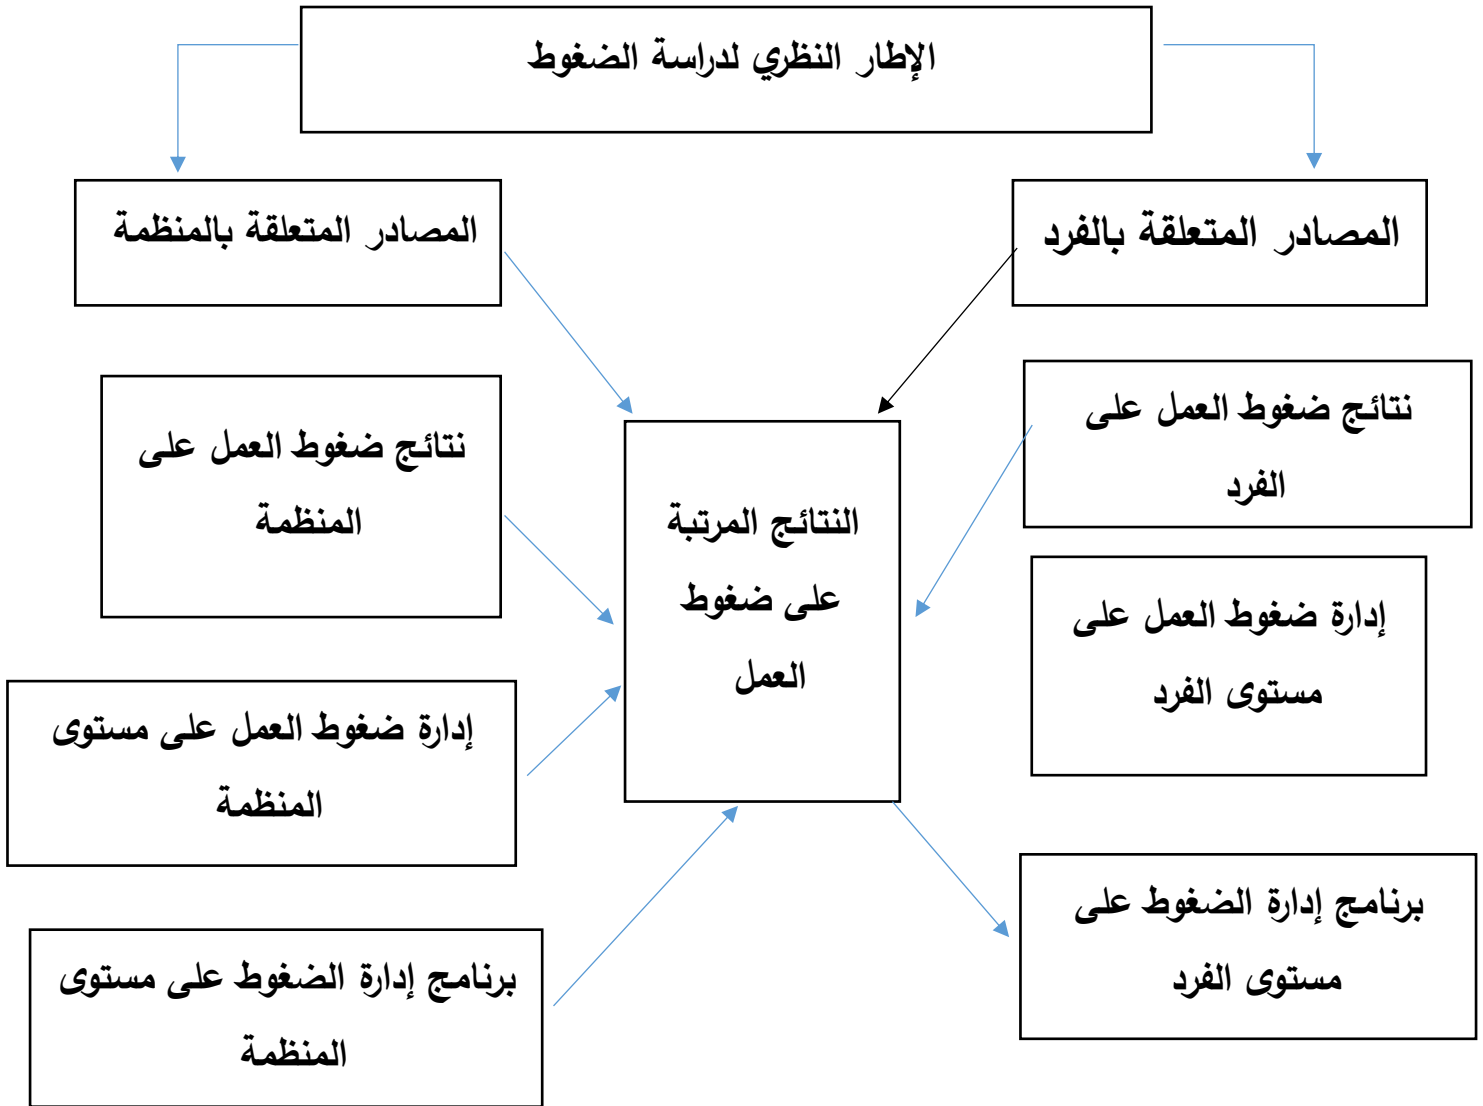 الإطار النظري لدراسة الضغوط
المصادر المتعلقة بالفرد
المصادر المتعلقة بالمنظمة
نتائج ضغوط العمل على
الفرد
نتائج ضغوط العمل على
المنظمة
النتائج المرتبة
على ضغوط
العمل
إدارة ضغوط العمل على
مستوى الفرد
إدارة ضغوط العمل على مستوى
المنظمة
برنامج إدارة الضغوط على
مستوى الفرد
برنامج إدارة الضغوط على مستوى
المنظمة